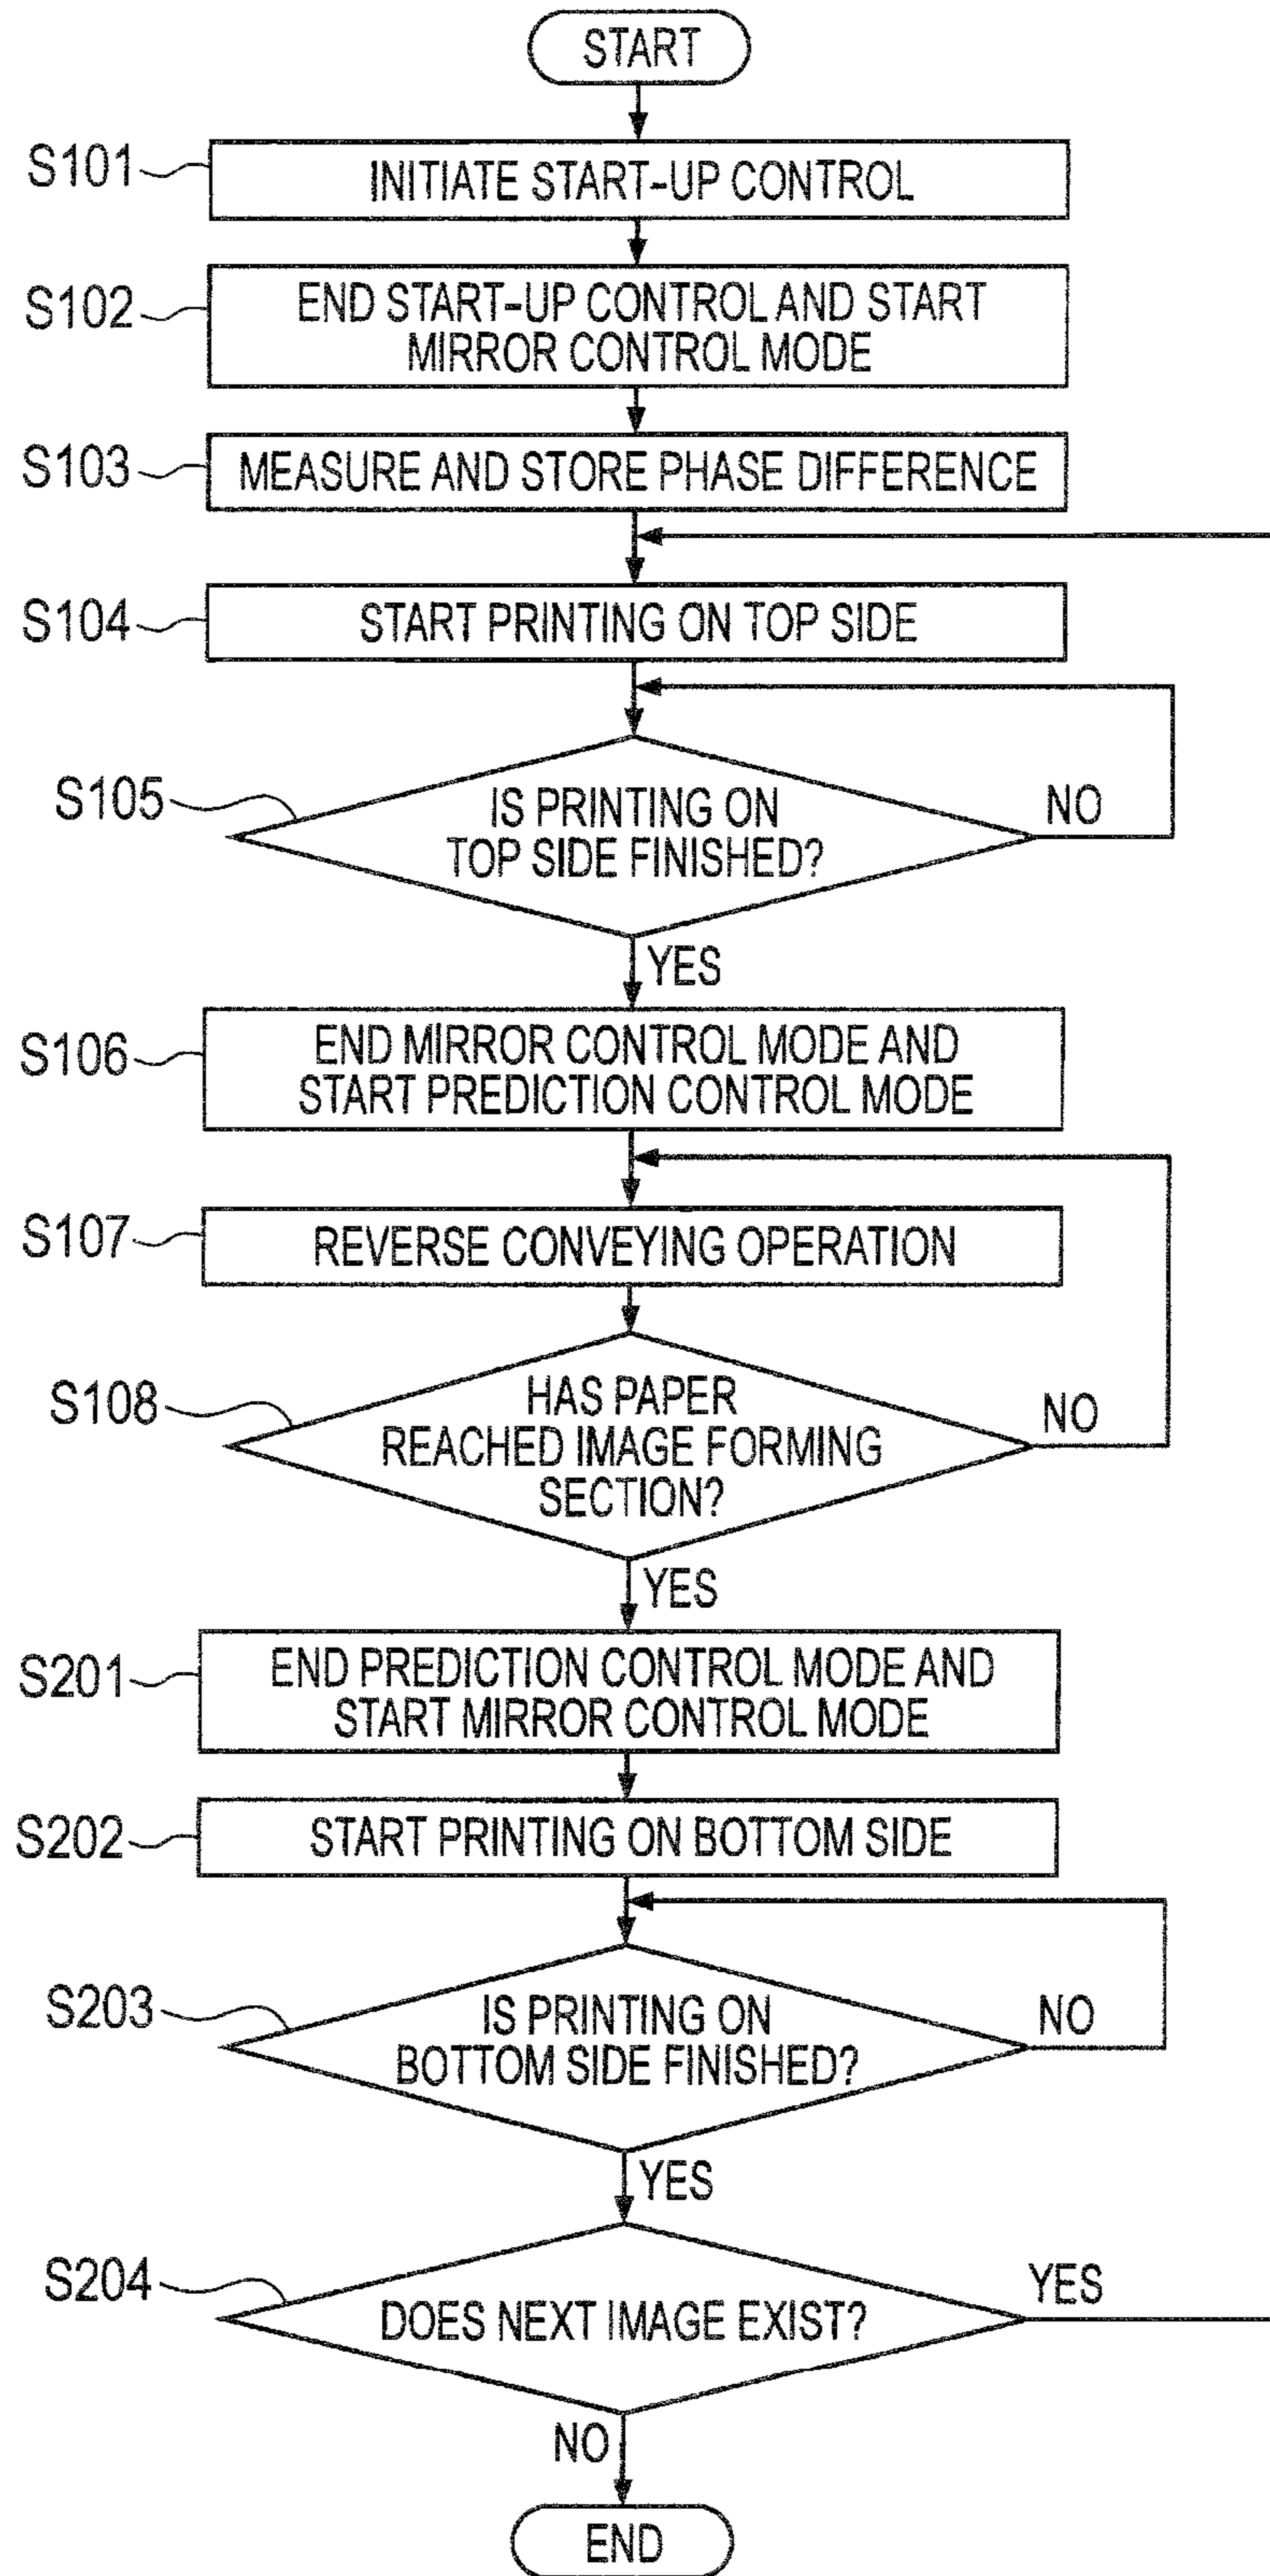 START
S101
INITIATE START-UP CONTROL
S102
END START-UP CONTROL AND START
MIRROR CONTROL MODE
S103
MEASURE AND STORE PHASE DIFFERENCE
S104
START PRINTING ON TOP SIDE
S105
IS PRINTING ON
TOP SIDE FINISHED?
NO
YES
S106
END MIRROR CONTROL MODE AND
START PREDICTION CONTROL MODE
S107
REVERSE CONVEYING OPERATION
S108
HAS PAPER
REACHED IMAGE FORMING
SECTION?
NO
YES
S201
END PREDICTION CONTROL MODE AND
START MIRROR CONTROL MODE
S202
START PRINTING ON BOTTOM SIDE
S203
IS PRINTING ON
BOTTOM SIDE FINISHED?
NO
YES
S204
DOES NEXT IMAGE EXIST?
YES
NO
END